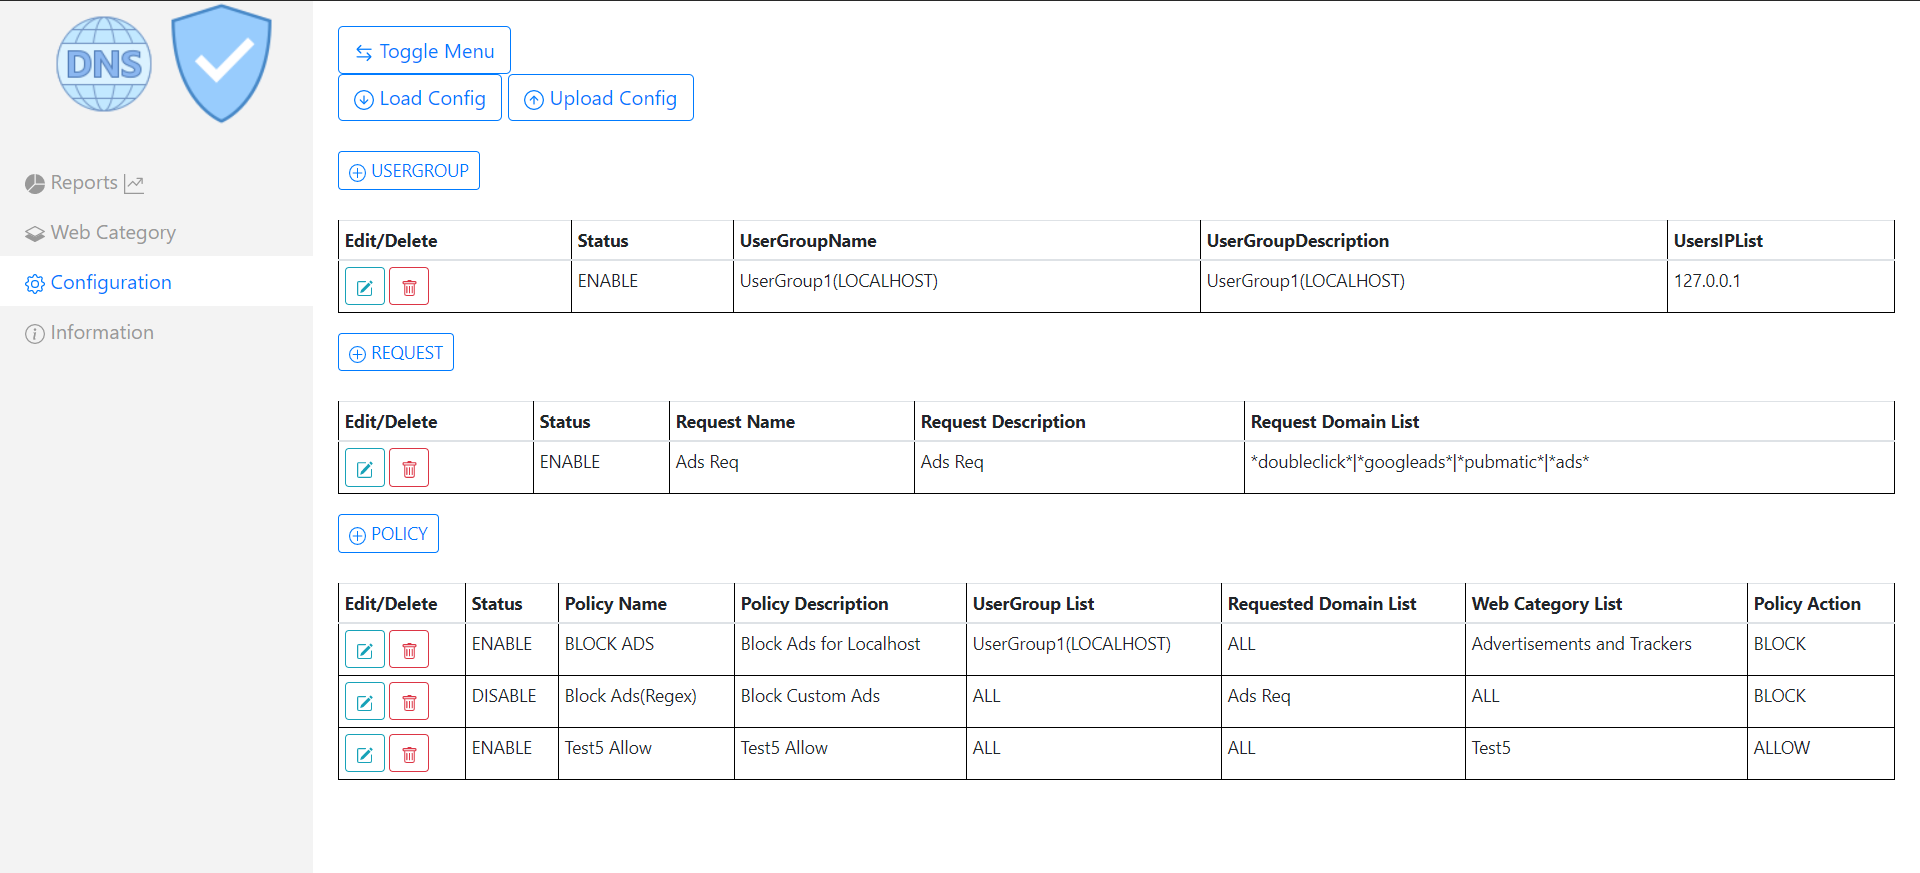 DNS
Toggle Menu
Load Config Upload Config
Reports
Web Category
Configuration
Information
USERGROUP
Edit/Delete Status UserGroupName UserGroupDescription UsersIPList
ENABLE UserGroup1(LOCALHOST) UserGroup1(LOCALHOST) 127.0.0.1
REQUEST
Edit/Delete Status Request Name Request Description Request Domain List
ENABLE Ads Req Ads Req *doubleclick*|*googleads*|*pubmatic*|*ads*
POLICY
Edit/Delete Status Policy Name Policy Description UserGroup List Requested Domain List Web Category List Policy Action
ENABLE BLOCK ADS Block Ads for Localhost UserGroup1(LOCALHOST) ALL Advertisements and Trackers BLOCK
DISABLE Block Ads(Regex) Block Custom Ads ALL Ads Req ALL BLOCK
ENABLE Test5 Allow Test5 Allow ALL ALL Test5 ALLOW